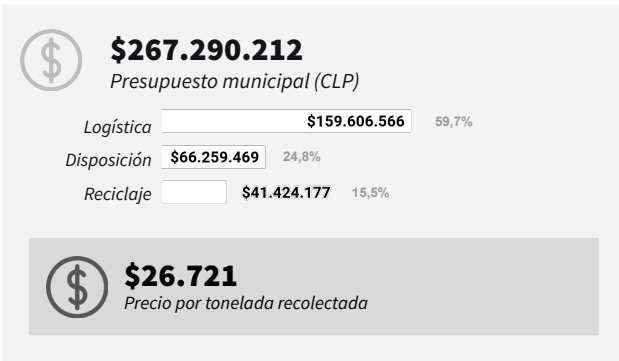 $267.290.212
Presupuesto municipal (CLP)
Logística $159.606.566 59,7%
Disposición $66.259.469 24,8%
Reciclaje $41.424.177 15,5%
$26.721
Precio por tonelada recolectada